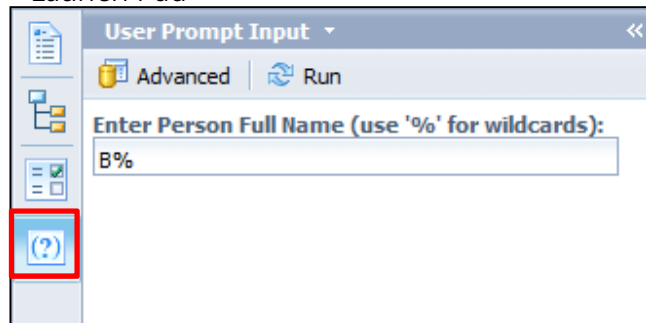 User Prompt Input
«
Advanced Run
Enter Person Full Name (use '%' for wildcards):
B%
(?)